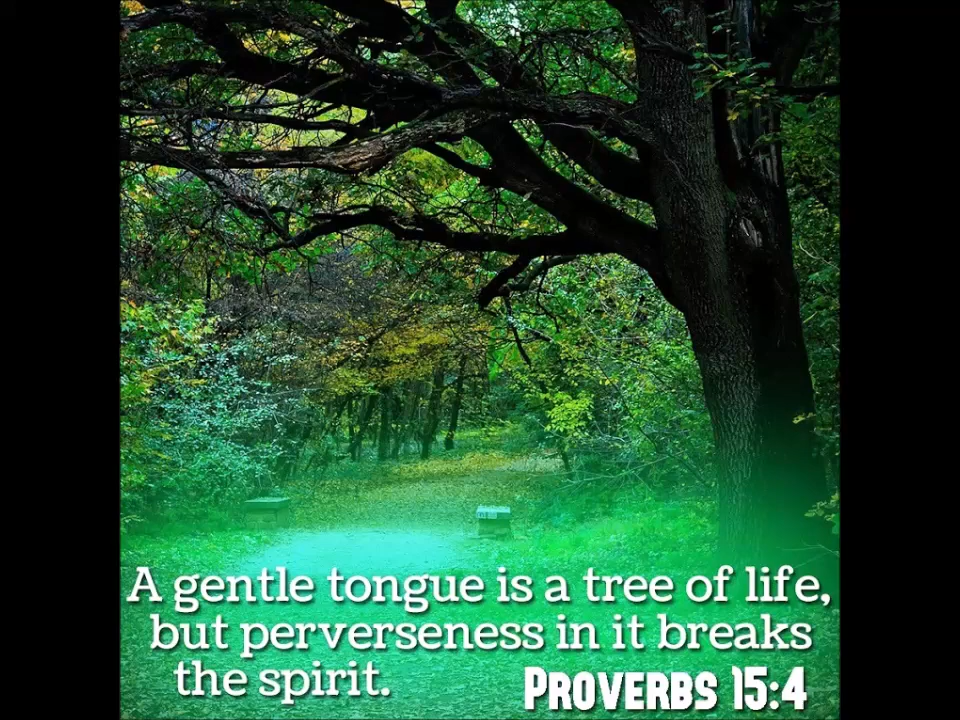 A gentle tongue is a tree of life,
but perverseness in it breaks
the spirit.
Proverbs 15:4